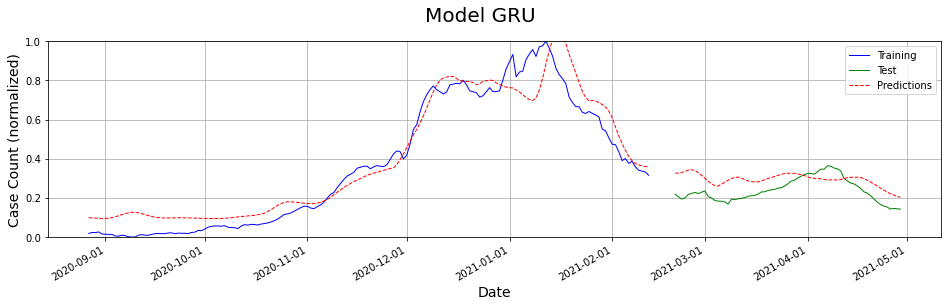 Model GRU
Case Count (normalized)
1.0
0.8
0.6
0.4
0.2
0.0
Training
Test
Predictions
2020-09-01
2020-10-01
2020-11-01
2020-12-01
2021-01-01
2021-02-01
2021-03-01
2021-04-01
2021-05-01
Date